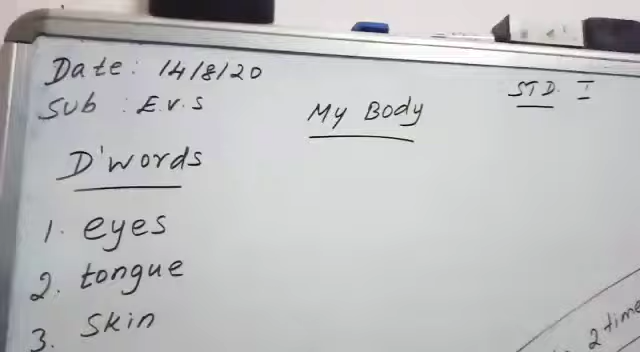 Date: 14/8/20
STD. I
Sub : E.V.S
My Body
D'words
1. eyes
2. tongue
3. Skin
2 time